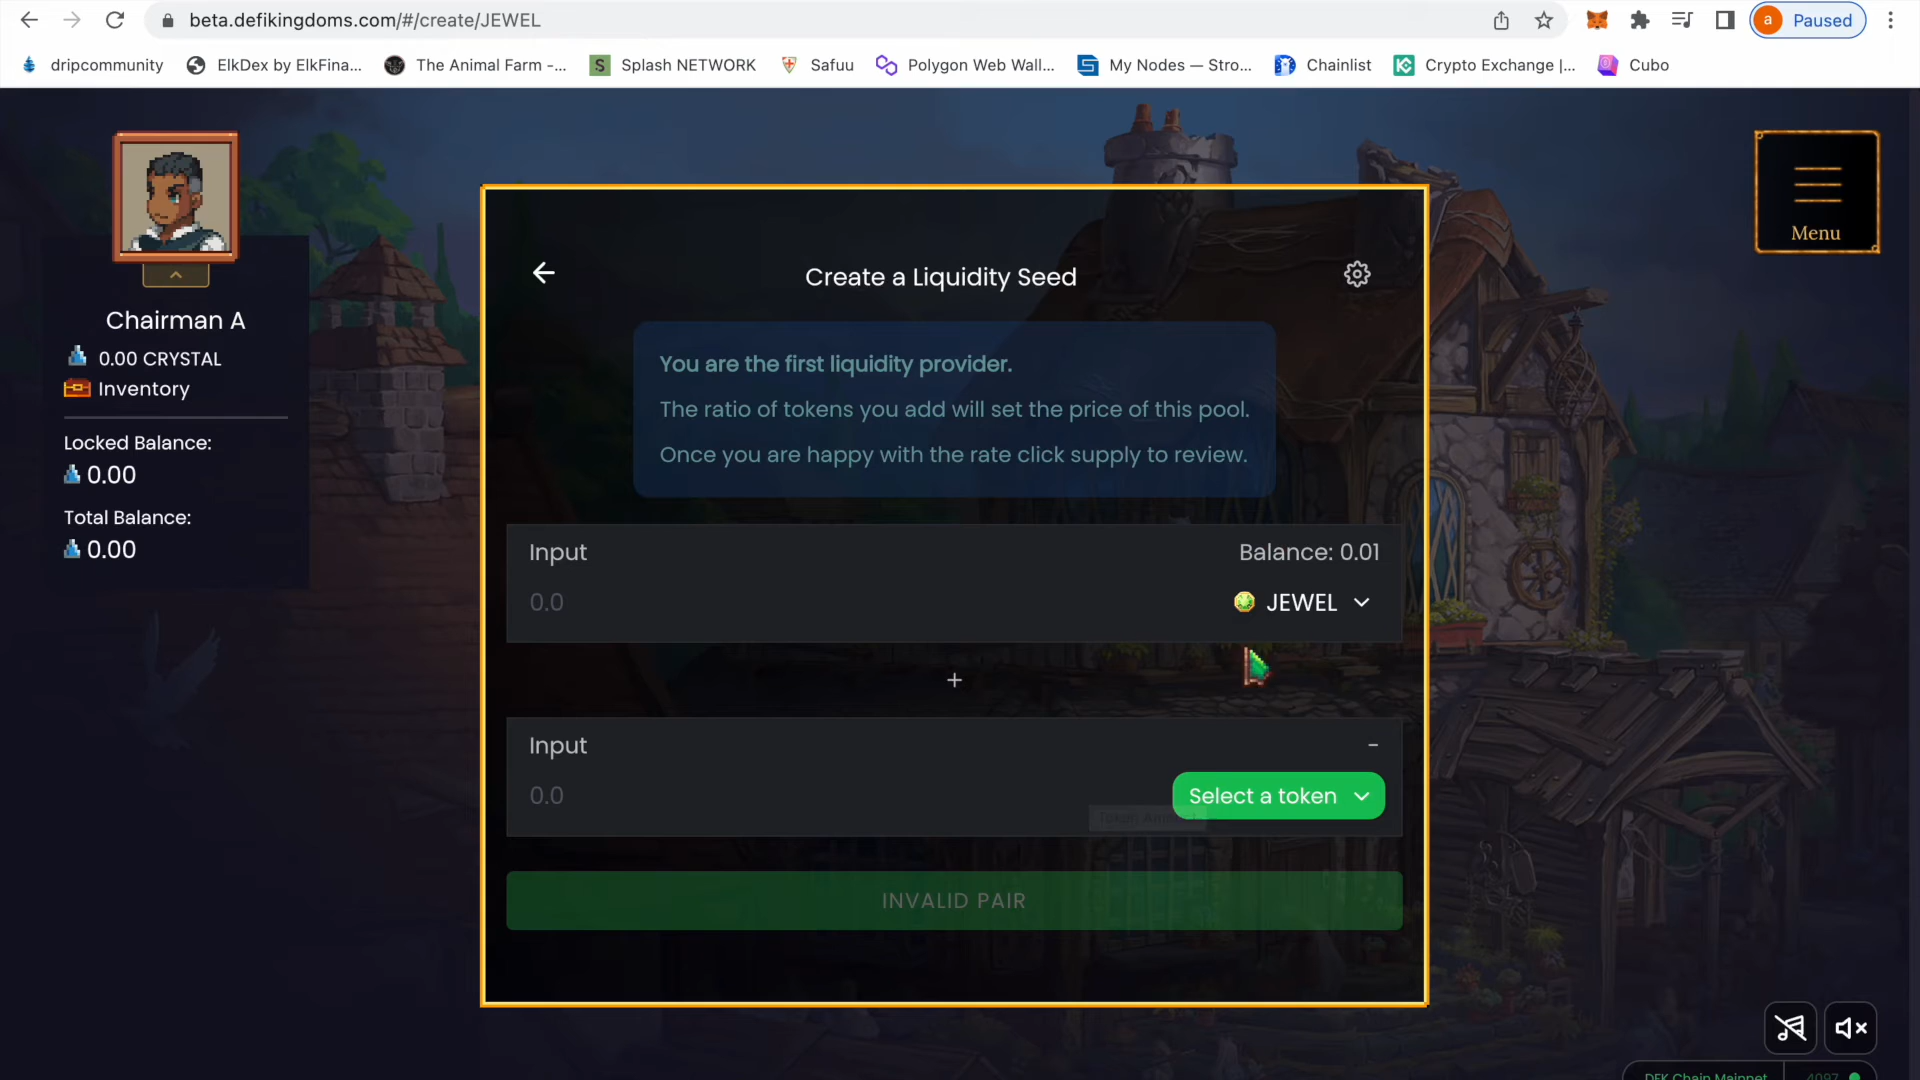 beta.defikingdoms.com/#/create/JEWEL
a Paused
dripcommunity
ElkDex by ElkFina...
The Animal Farm -...
S Splash NETWORK
Safuu
Polygon Web Wall...
My Nodes — Stro...
Chainlist
Crypto Exchange |...
Cubo
Menu
Chairman A
0.00 CRYSTAL
Inventory
Locked Balance:
0.00
Total Balance:
0.00
Create a Liquidity Seed
You are the first liquidity provider.
The ratio of tokens you add will set the price of this pool.
Once you are happy with the rate click supply to review.
Input
Balance: 0.01
0.0
JEWEL
+
Input
-
0.0
Select a token
INVALID PAIR
DFK Chain Mainnet
4097